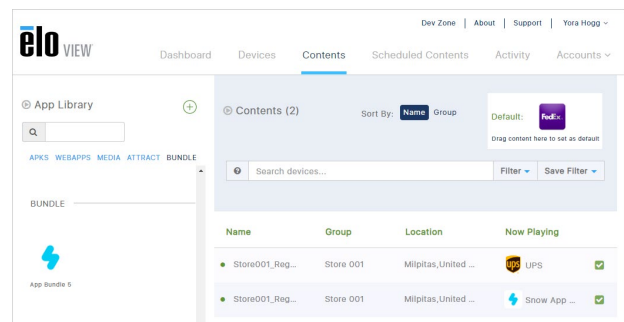 Dev Zone | About | Support | Yora Hogg
ēlo VIEW
Dashboard Devices Contents Scheduled Contents Activity Accounts
App Library
APKS WEBAPPS MEDIA ATTRACT BUNDLE
BUNDLE
App Bundle 5
Contents (2)
Sort By: Name Group
Default: FedEx
Drag content here to set as default
Search devices...
Filter Save Filter
Name Group Location Now Playing
Store001_Reg... Store 001 Milpitas,United ... ups UPS
Store001_Reg... Store 001 Milpitas,United ... Snow App ...